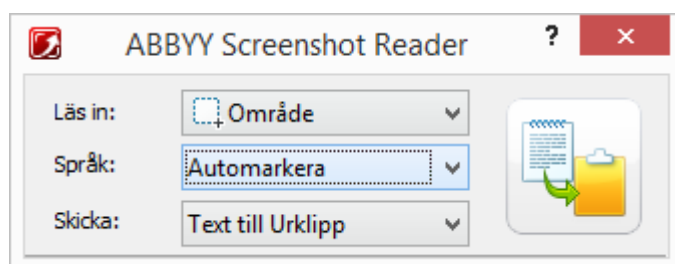 ABBYY Screenshot Reader ? ×
Läs in: Område
Språk: Automarkera
Skicka: Text till Urklipp